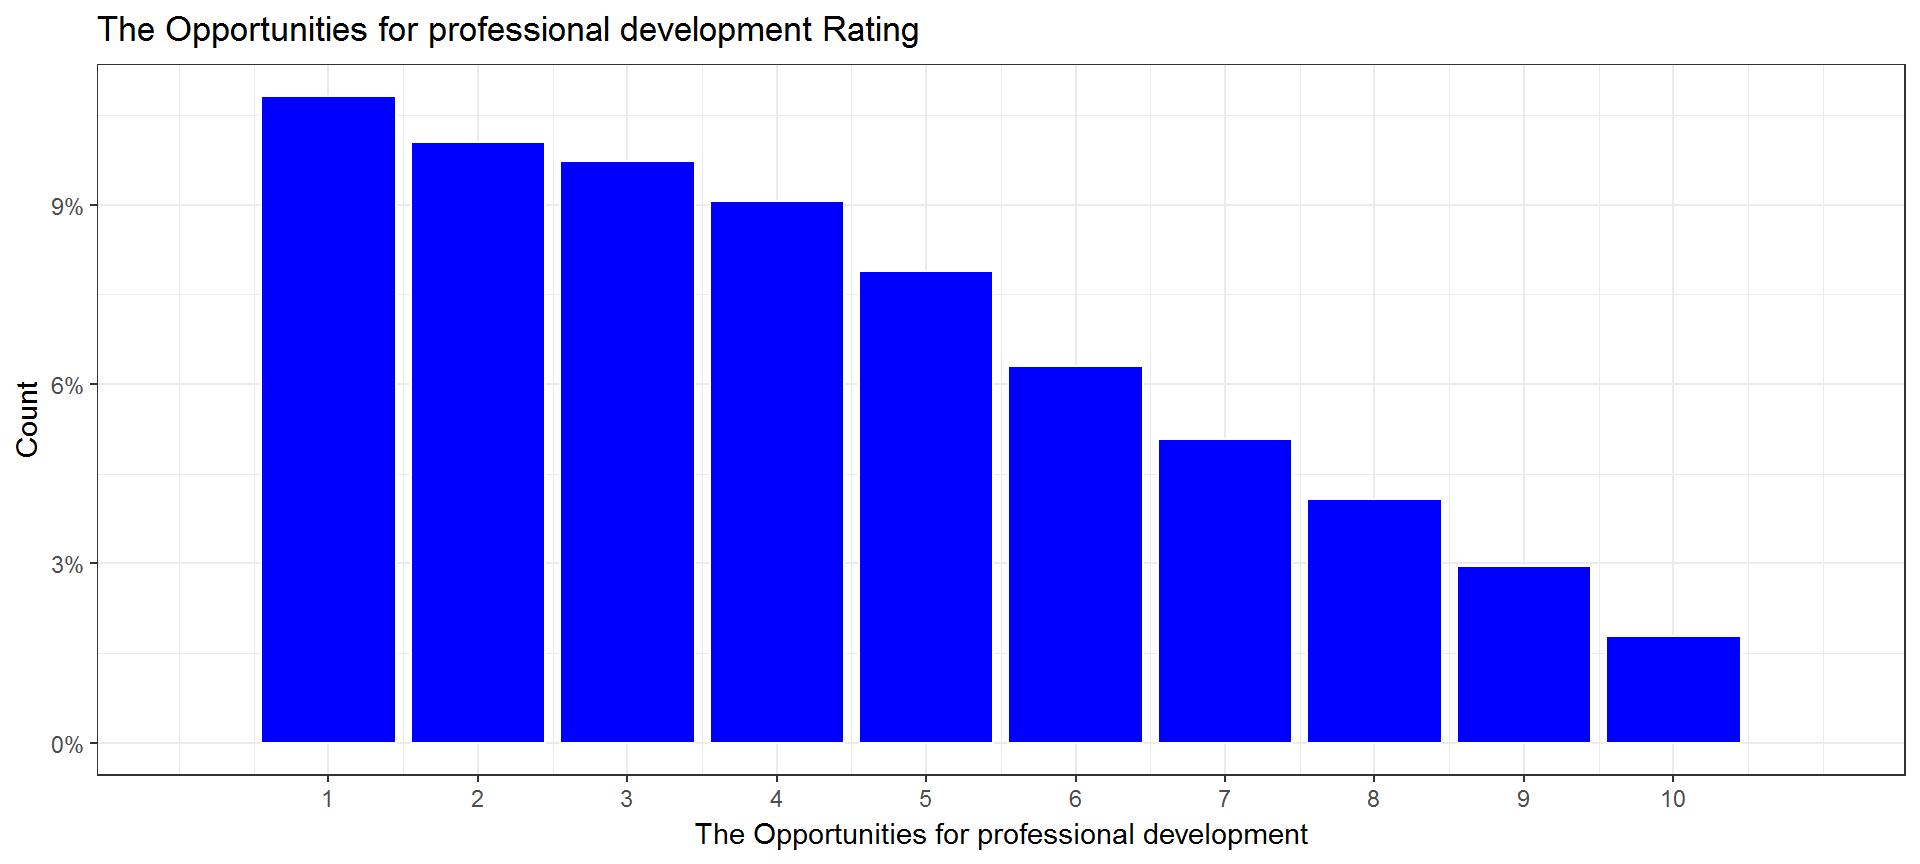 The Opportunities for professional development Rating
Count
9%
6%
3%
0%
1 2 3 4 5 6 7 8 9 10
The Opportunities for professional development